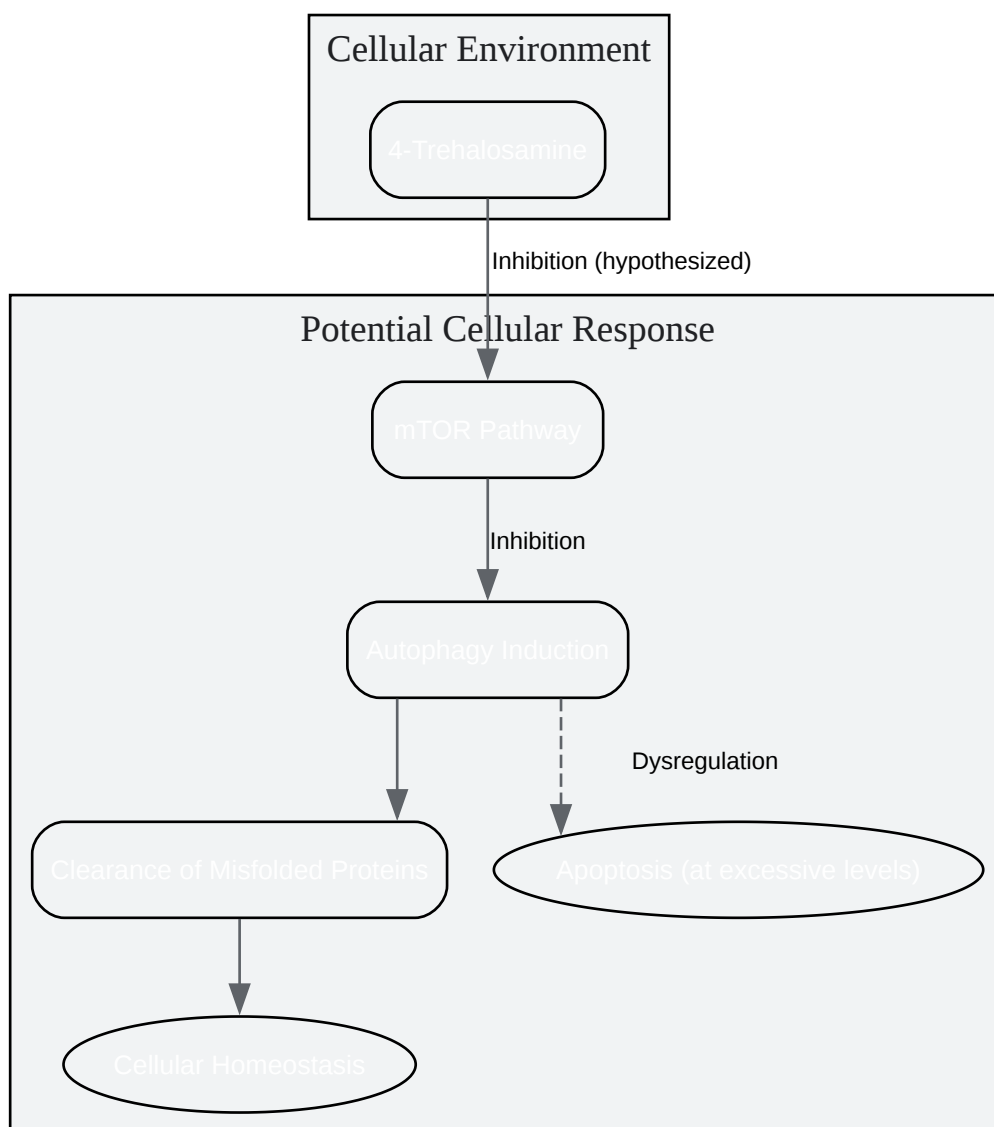 Cellular Environment
4-Trehalosamine
Inhibition (hypothesized)
Potential Cellular Response
mTOR Pathway
Inhibition
Autophagy Induction
Dysregulation
Clearance of Misfolded Proteins
Apoptosis (at excessive levels)
Cellular Homeostasis